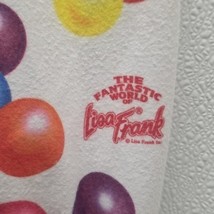 THE
FANTASTIC
WORLD
OF
Lisa Frank
© Lisa Frank Inc